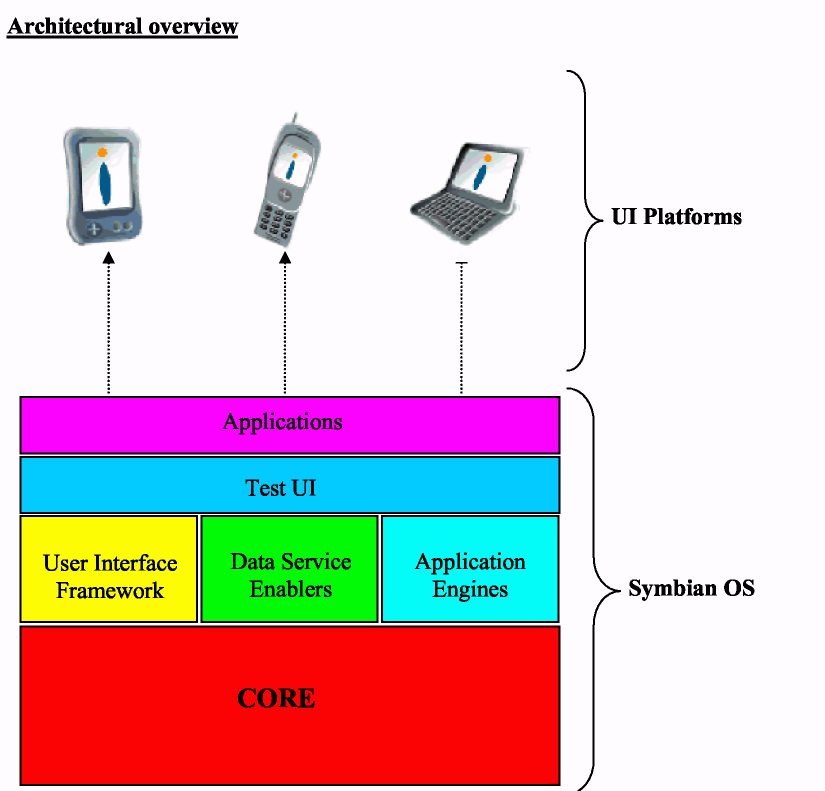 Architectural overview
UI Platforms
Applications
Test UI
User Interface
Framework
Data Service
Enablers
Application
Engines
Symbian OS
CORE